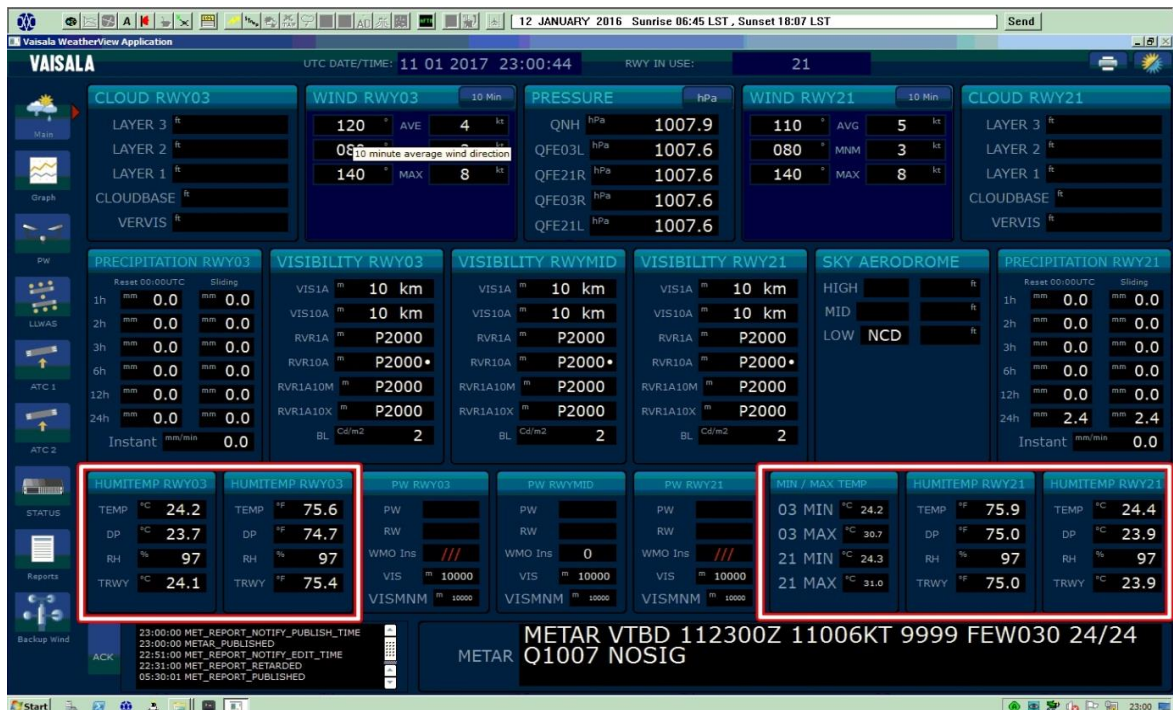 12 JANUARY 2016 Sunrise 06:45 LST , Sunset 18:07 LST
Send
Vaisala WeatherView Application
VAISALA
UTC DATE/TIME: 11 01 2017 23:00:44
RWY IN USE: 21
Main
Graph
PW
LLWAS
ATC 1
ATC 2
STATUS
Reports
Backup Wind
CLOUD RWY03
LAYER 3 ft
LAYER 2 ft
LAYER 1 ft
CLOUDBASE ft
VERVIS ft
WIND RWY03 10 Min
120 ° AVE 4 kt
10 minute average wind direction
140 ° MAX 8 kt
PRESSURE hPa
QNH hPa 1007.9
QFE03L hPa 1007.6
QFE21R hPa 1007.6
QFE03R hPa 1007.6
QFE21L hPa 1007.6
WIND RWY21 10 Min
110 ° AVG 5 kt
080 ° MNM 3 kt
140 ° MAX 8 kt
CLOUD RWY21
LAYER 3 ft
LAYER 2 ft
LAYER 1 ft
CLOUDBASE ft
VERVIS ft
PRECIPITATION RWY03
Reset 00:00UTC Sliding
1h mm 0.0 mm 0.0
2h mm 0.0 mm 0.0
3h mm 0.0 mm 0.0
6h mm 0.0 mm 0.0
12h mm 0.0 mm 0.0
24h mm 0.0 mm 0.0
Instant mm/min 0.0
VISIBILITY RWY03
VIS1A m 10 km
VIS10A m 10 km
RVR1A m P2000
RVR10A m P2000•
RVR1A10M m P2000
RVR1A10X m P2000
BL Cd/m2 2
VISIBILITY RWYMID
VIS1A m 10 km
VIS10A m 10 km
RVR1A m P2000
RVR10A m P2000•
RVR1A10M m P2000
RVR1A10X m P2000
BL Cd/m2 2
VISIBILITY RWY21
VIS1A m 10 km
VIS10A m 10 km
RVR1A m P2000
RVR10A m P2000•
RVR1A10M m P2000
RVR1A10X m P2000
BL Cd/m2 2
SKY AERODROME
HIGH ft
MID ft
LOW NCD ft
PRECIPITATION RWY21
Reset 00:00UTC Sliding
1h mm 0.0 mm 0.0
2h mm 0.0 mm 0.0
3h mm 0.0 mm 0.0
6h mm 0.0 mm 0.0
12h mm 0.0 mm 0.0
24h mm 2.4 mm 2.4
Instant mm/min 0.0
HUMITEMP RWY03
TEMP °C 24.2
DP °C 23.7
RH % 97
TRWY °C 24.1
HUMITEMP RWY03
TEMP °F 75.6
DP °F 74.7
RH % 97
TRWY °F 75.4
PW RWY03
PW
RW
WMO Ins ///
VIS m 10000
VISMNM m 10000
PW RWYMID
PW
RW
WMO Ins 0
VIS m 10000
VISMNM m 10000
PW RWY21
PW
RW
WMO Ins ///
VIS m 10000
VISMNM m 10000
MIN / MAX TEMP
03 MIN °C 24.2
03 MAX °C 30.7
21 MIN °C 24.3
21 MAX °C 31.0
HUMITEMP RWY21
TEMP °F 75.9
DP °F 75.0
RH % 97
TRWY °F 75.0
HUMITEMP RWY21
TEMP °C 24.4
DP °C 23.9
RH % 97
TRWY °C 23.9
ACK
23:00:00 MET_REPORT_NOTIFY_PUBLISH_TIME
23:00:00 METAR_PUBLISHED
22:51:00 MET_REPORT_NOTIFY_EDIT_TIME
22:31:00 MET_REPORT_RETARDED
05:30:01 MET_REPORT_PUBLISHED
METAR
METAR VTBD 112300Z 11006KT 9999 FEW030 24/24
Q1007 NOSIG
Start
23:00